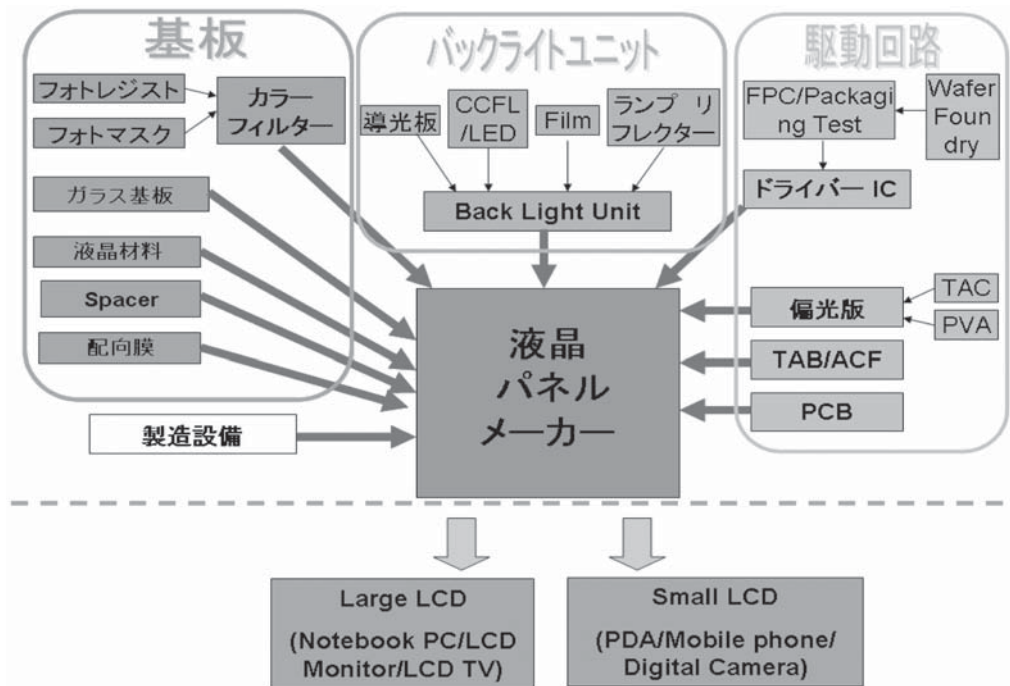 基板
フォトレジスト
フォトマスク
カラー
フィルター
ガラス基板
液晶材料
Spacer
配向膜
製造設備
バックライトユニット
導光板
CCFL
/LED
Film
ランプ リ
フレクター
Back Light Unit
駆動回路
FPC/Packagi
ng Test
Wafer
Foun
dry
ドライバー IC
偏光版
TAC
PVA
TAB/ACF
PCB
液晶
パネル
メーカー
Large LCD
(Notebook PC/LCD
Monitor/LCD TV)
Small LCD
(PDA/Mobile phone/
Digital Camera)